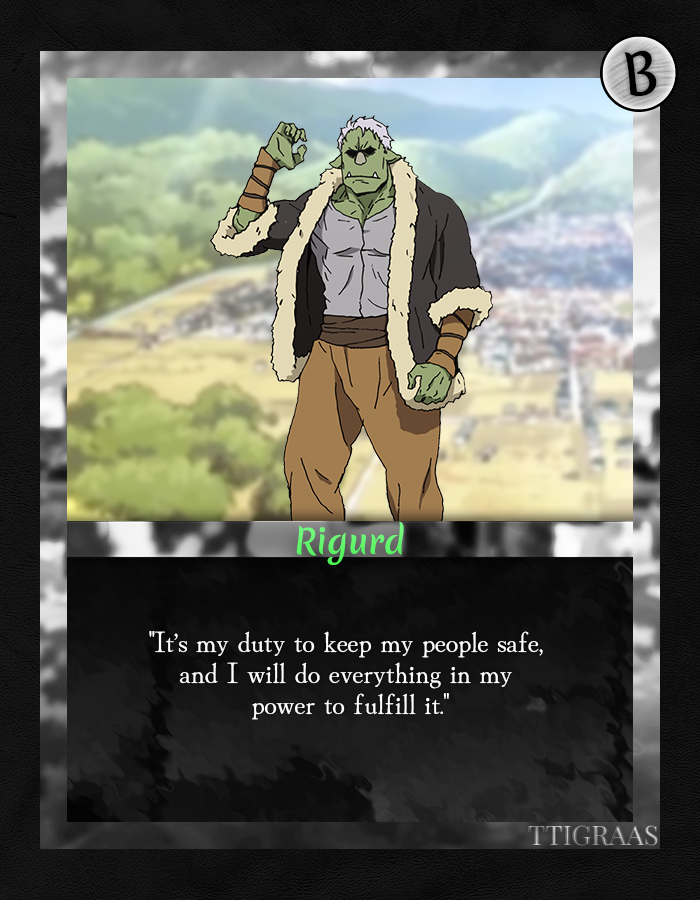 B
Rigurd
"It's my duty to keep my people safe,
and I will do everything in my
power to fulfill it."
TTIGRAAS